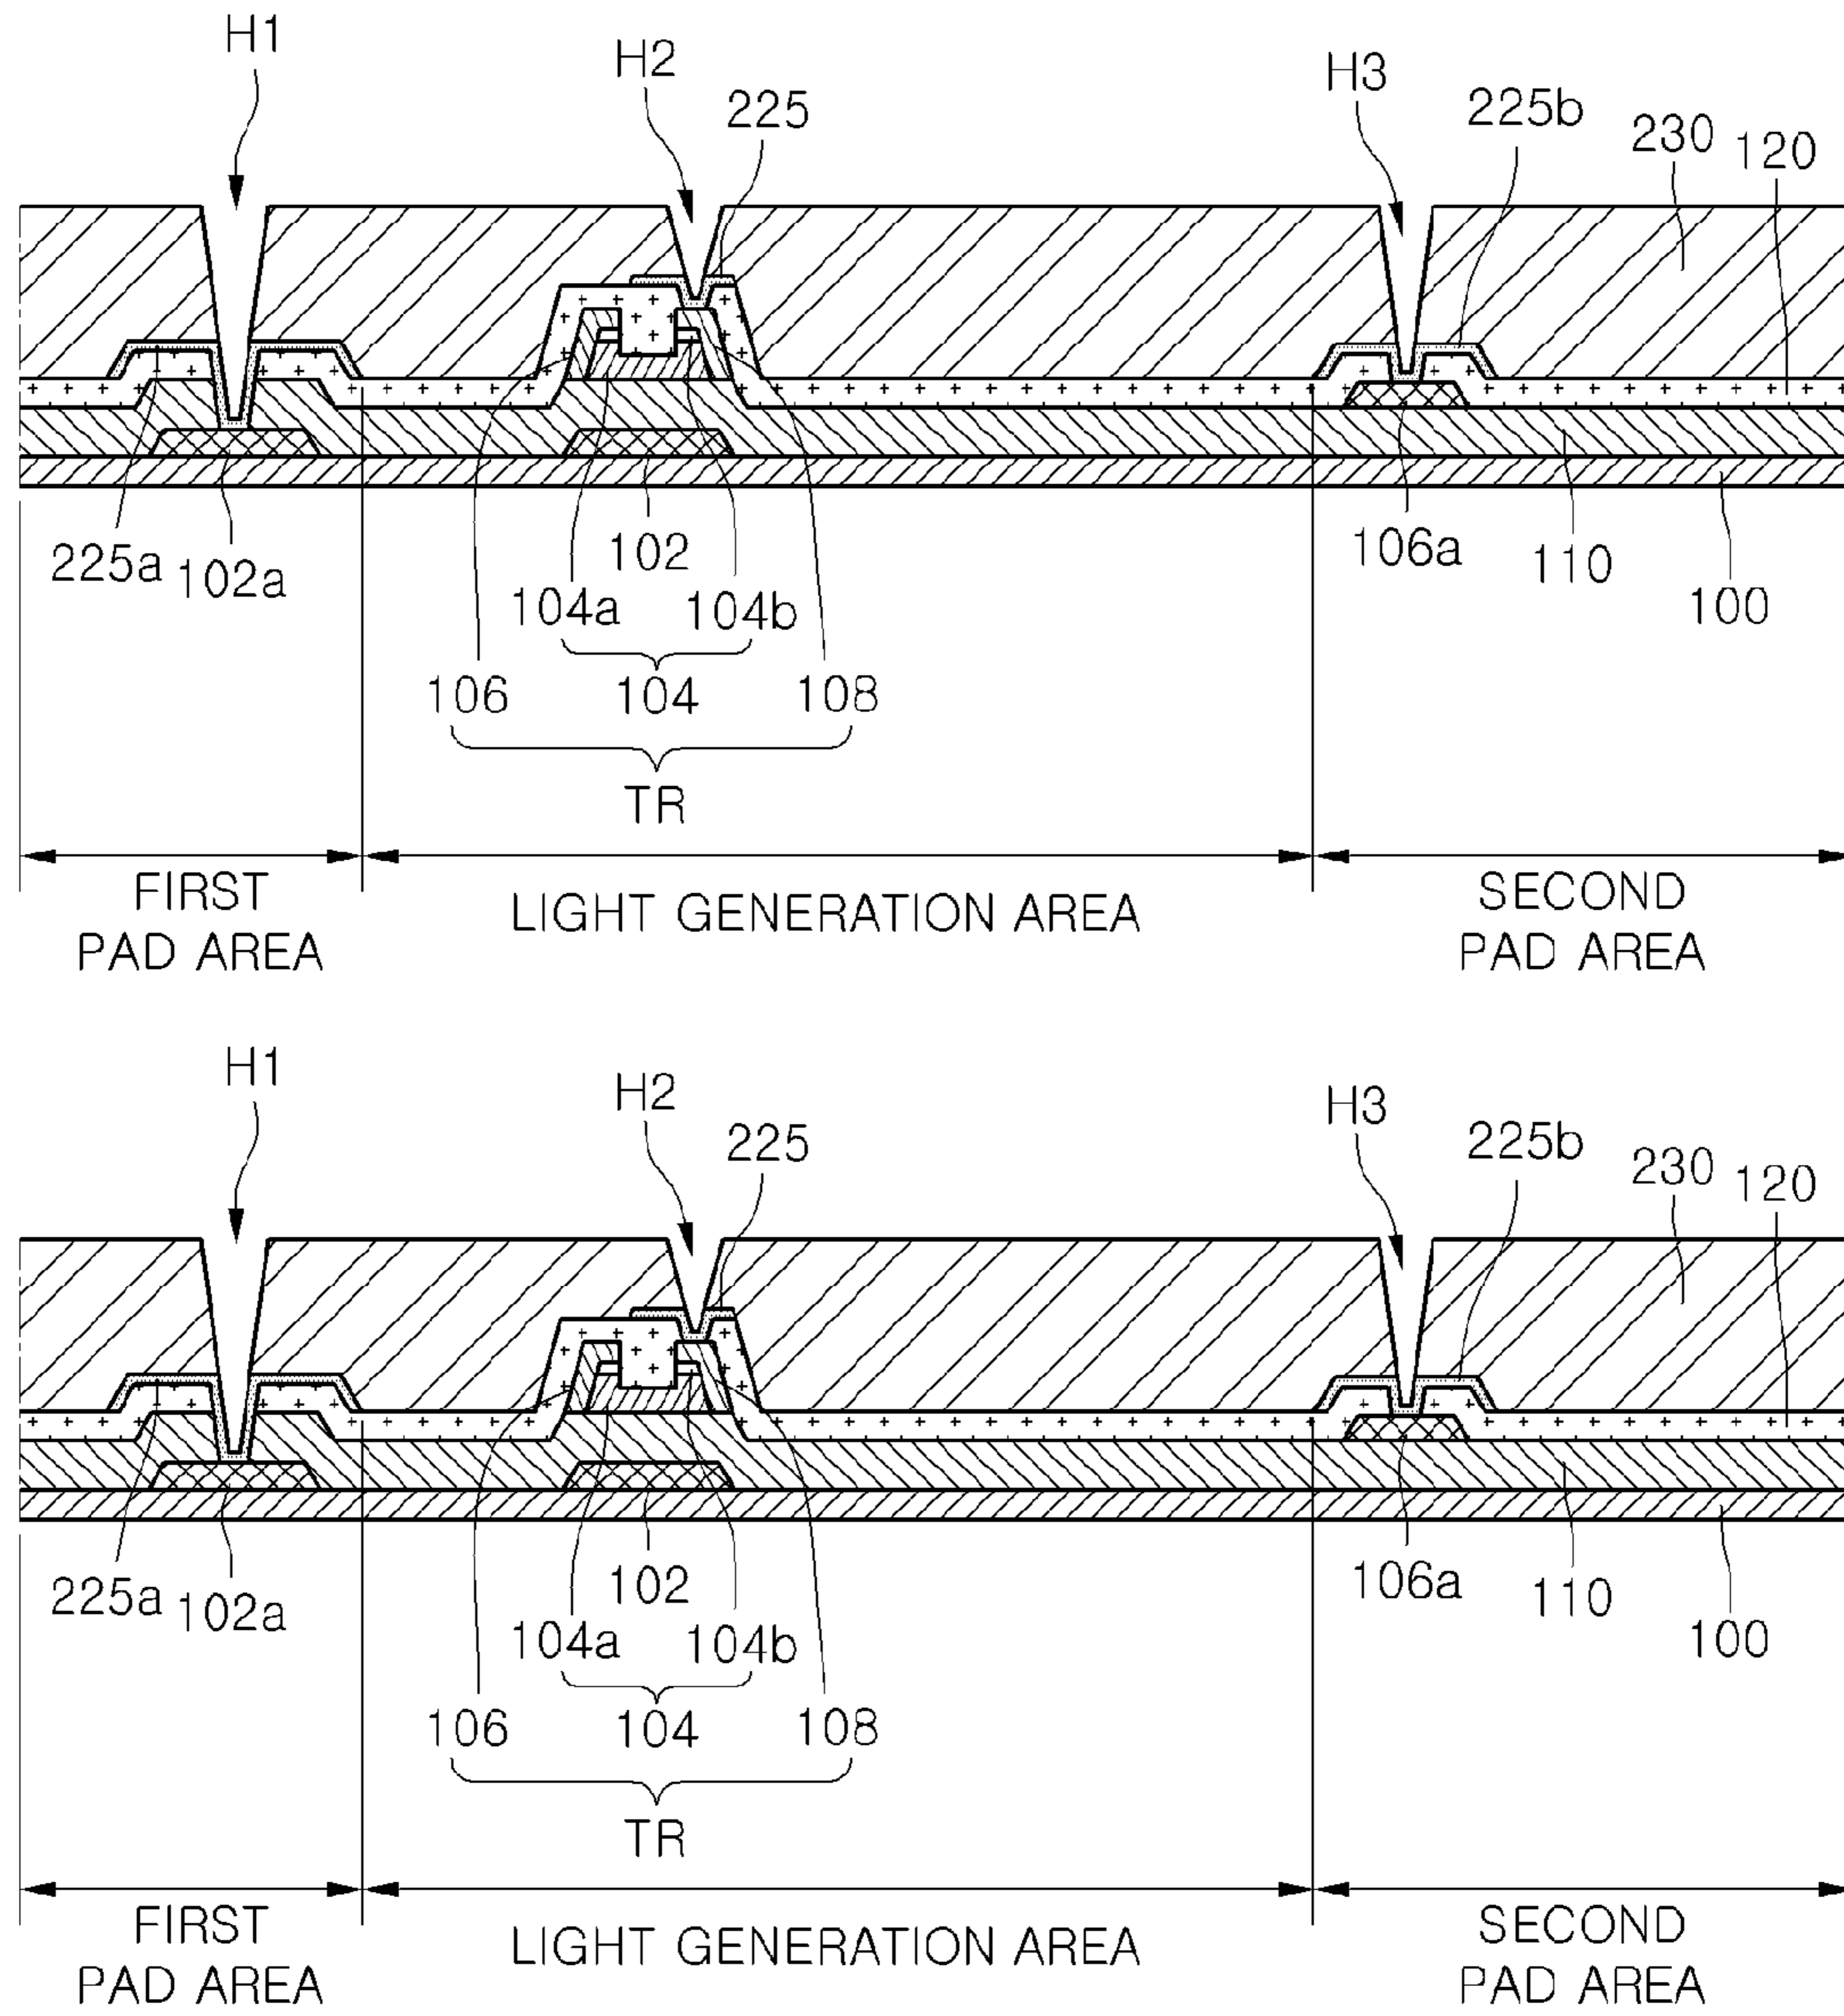 H1
H2
H3
225
225b
230
120
225a
102a
102
106a
110
100
104a
104b
106
104
108
TR
FIRST
PAD AREA
LIGHT GENERATION AREA
SECOND
PAD AREA
H1
H2
H3
225
225b
230
120
225a
102a
102
106a
110
100
104a
104b
106
104
108
TR
FIRST
PAD AREA
LIGHT GENERATION AREA
SECOND
PAD AREA